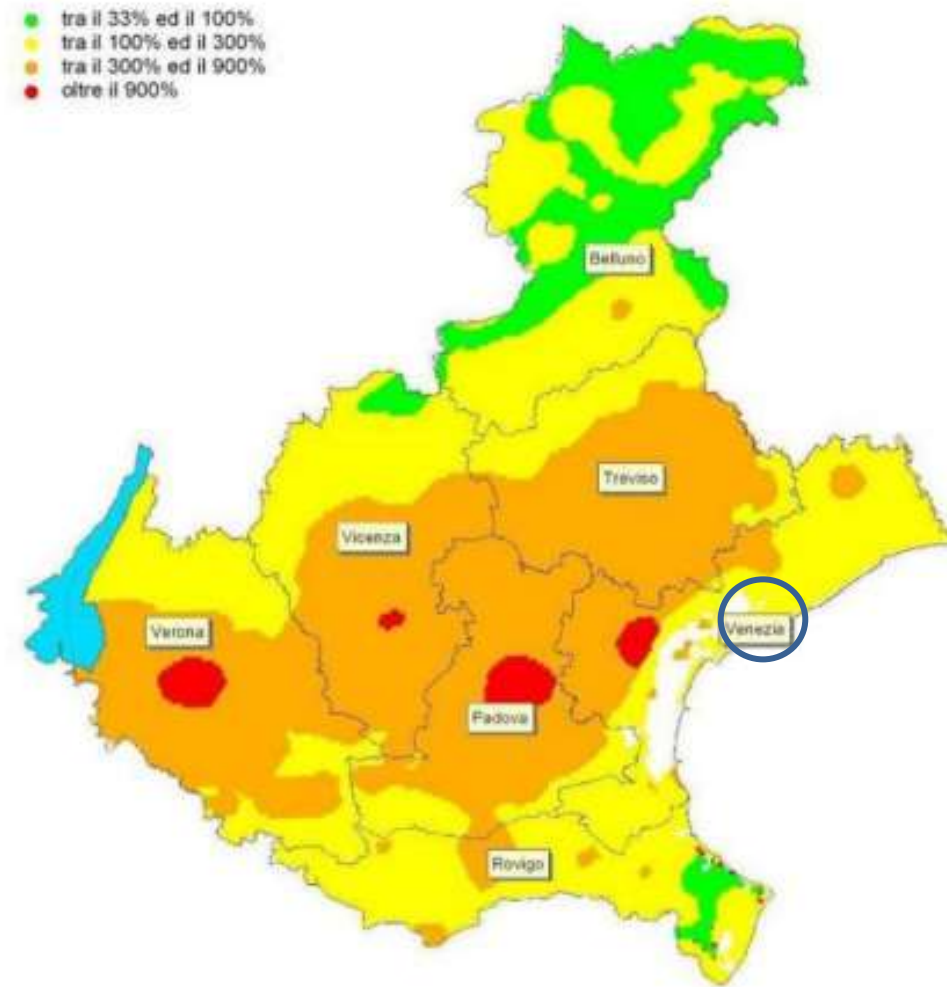 tra il 33% ed il 100%
tra il 100% ed il 300%
tra il 300% ed il 900%
oltre il 900%
Belluno
Treviso
Vicenza
Verona
Venezia
Padova
Rovigo